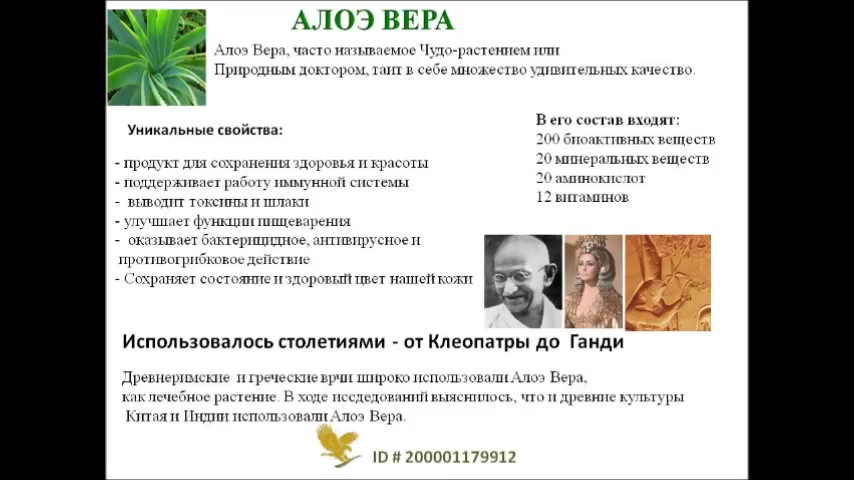 АЛОЭ ВЕРА
Алоэ Вера, часто называемое Чудо-растением или
Природным доктором, таит в себе множество удивительных качество.
Уникальные свойства:
- продукт для сохранения здоровья и красоты
- поддерживает работу иммунной системы
- выводит токсины и шлаки
- улучшает функции пищеварения
- оказывает бактерицидное, антивирусное и
противогрибковое действие
- Сохраняет состояние и здоровый цвет нашей кожи
В его состав входят:
200 биоактивных веществ
20 минеральных веществ
20 аминокислот
12 витаминов
Использовалось столетиями - от Клеопатры до Ганди
Древнеримские и греческие врчи широко использовали Алоэ Вера,
как лечебное растение. В ходе иссдедований выяснилось, что и древние культуры
Китая и Индии использовали Алоэ Вера.
ID # 200001179912